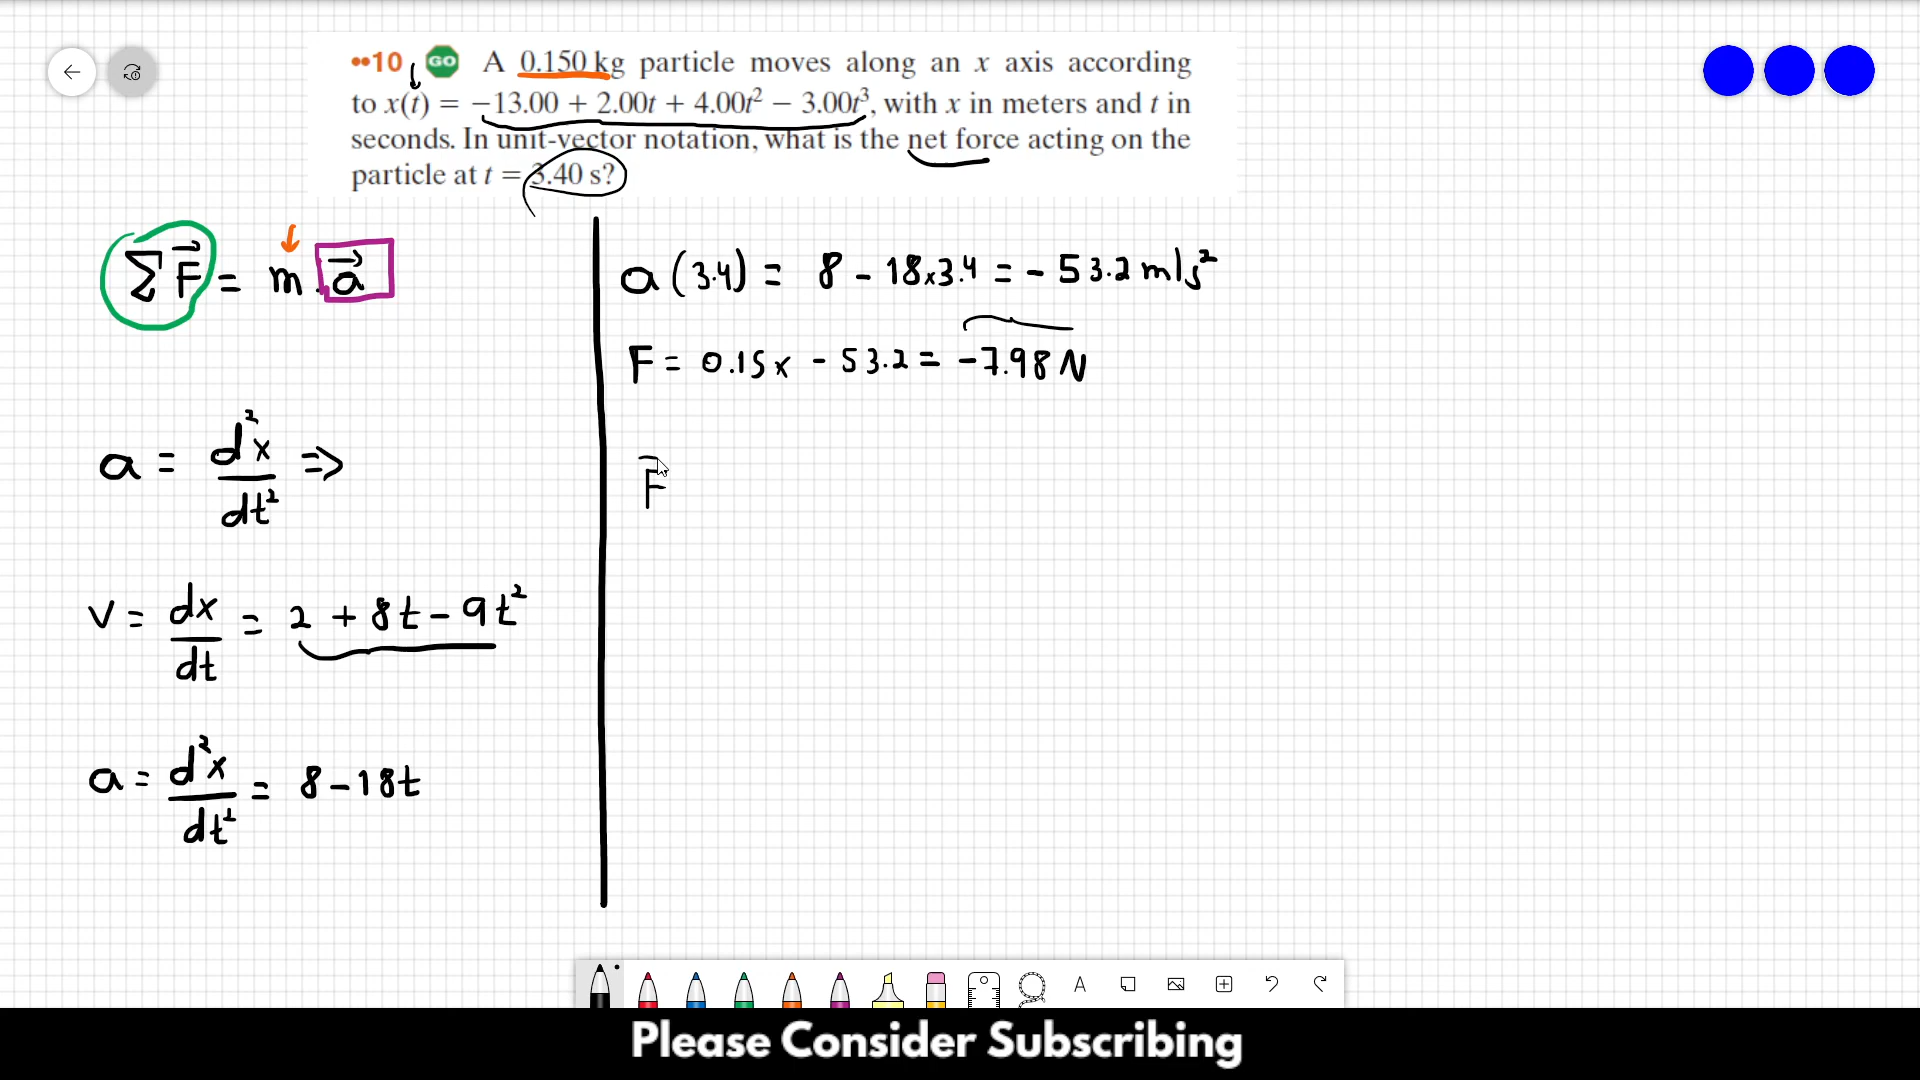 ••10 GO A 0.150 kg particle moves along an x axis according
to x(t) = −13.00 + 2.00t + 4.00t² − 3.00t³, with x in meters and t in
seconds. In unit-vector notation, what is the net force acting on the
particle at t = 3.40 s?
Σ F⃗ = m . a⃗
a = d²x/dt² ⇒
v = dx/dt = 2 + 8t − 9t²
a = d²x/dt² = 8 − 18t
a (3.4) = 8 − 18x3.4 = − 53.2 m/s²
F = 0.15 x − 53.2 = −7.98 N
F
A
Please Consider Subscribing